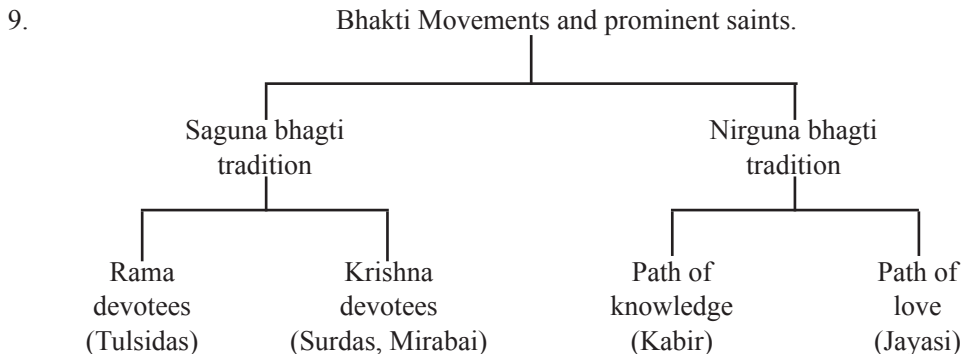 9. Bhakti Movements and prominent saints.
Saguna bhagti
tradition
Nirguna bhagti
tradition
Rama
devotees
(Tulsidas)
Krishna
devotees
(Surdas, Mirabai)
Path of
knowledge
(Kabir)
Path of
love
(Jayasi)